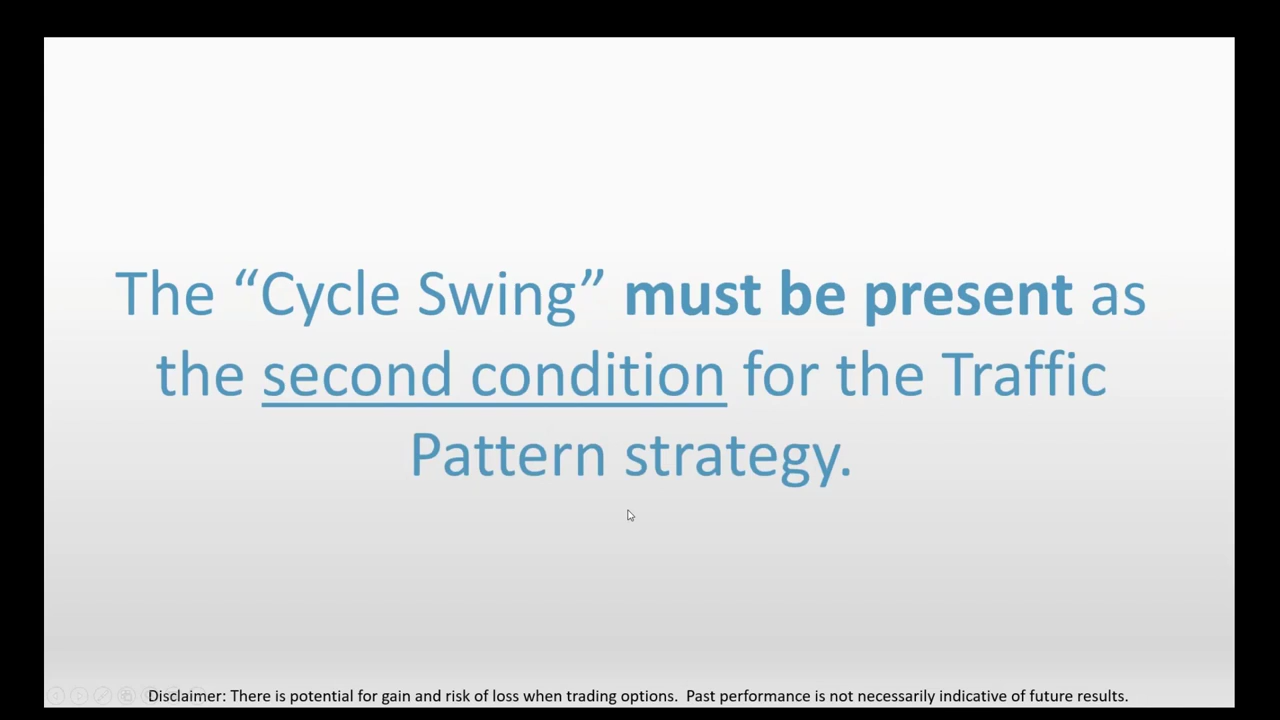 The “Cycle Swing” must be present as
the second condition for the Traffic
Pattern strategy.
Disclaimer: There is potential for gain and risk of loss when trading options.  Past performance is not necessarily indicative of future results.